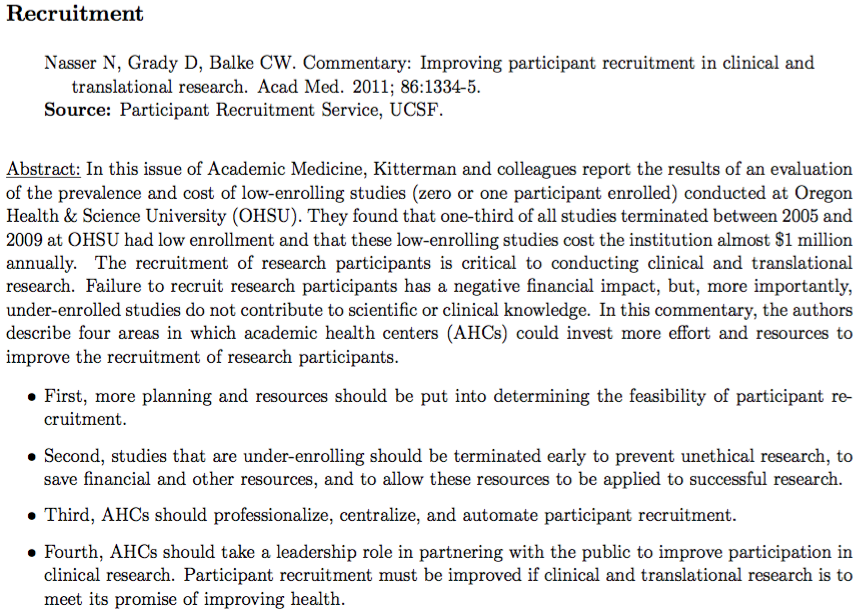 Recruitment
Nasser N, Grady D, Balke CW. Commentary: Improving participant recruitment in clinical and
translational research. Acad Med. 2011; 86:1334-5.
Source: Participant Recruitment Service, UCSF.
Abstract: In this issue of Academic Medicine, Kitterman and colleagues report the results of an evaluation
of the prevalence and cost of low-enrolling studies (zero or one participant enrolled) conducted at Oregon
Health & Science University (OHSU). They found that one-third of all studies terminated between 2005 and
2009 at OHSU had low enrollment and that these low-enrolling studies cost the institution almost $1 million
annually. The recruitment of research participants is critical to conducting clinical and translational
research. Failure to recruit research participants has a negative financial impact, but, more importantly,
under-enrolled studies do not contribute to scientific or clinical knowledge. In this commentary, the authors
describe four areas in which academic health centers (AHCs) could invest more effort and resources to
improve the recruitment of research participants.
• First, more planning and resources should be put into determining the feasibility of participant re-
cruitment.
• Second, studies that are under-enrolling should be terminated early to prevent unethical research, to
save financial and other resources, and to allow these resources to be applied to successful research.
• Third, AHCs should professionalize, centralize, and automate participant recruitment.
• Fourth, AHCs should take a leadership role in partnering with the public to improve participation in
clinical research. Participant recruitment must be improved if clinical and translational research is to
meet its promise of improving health.